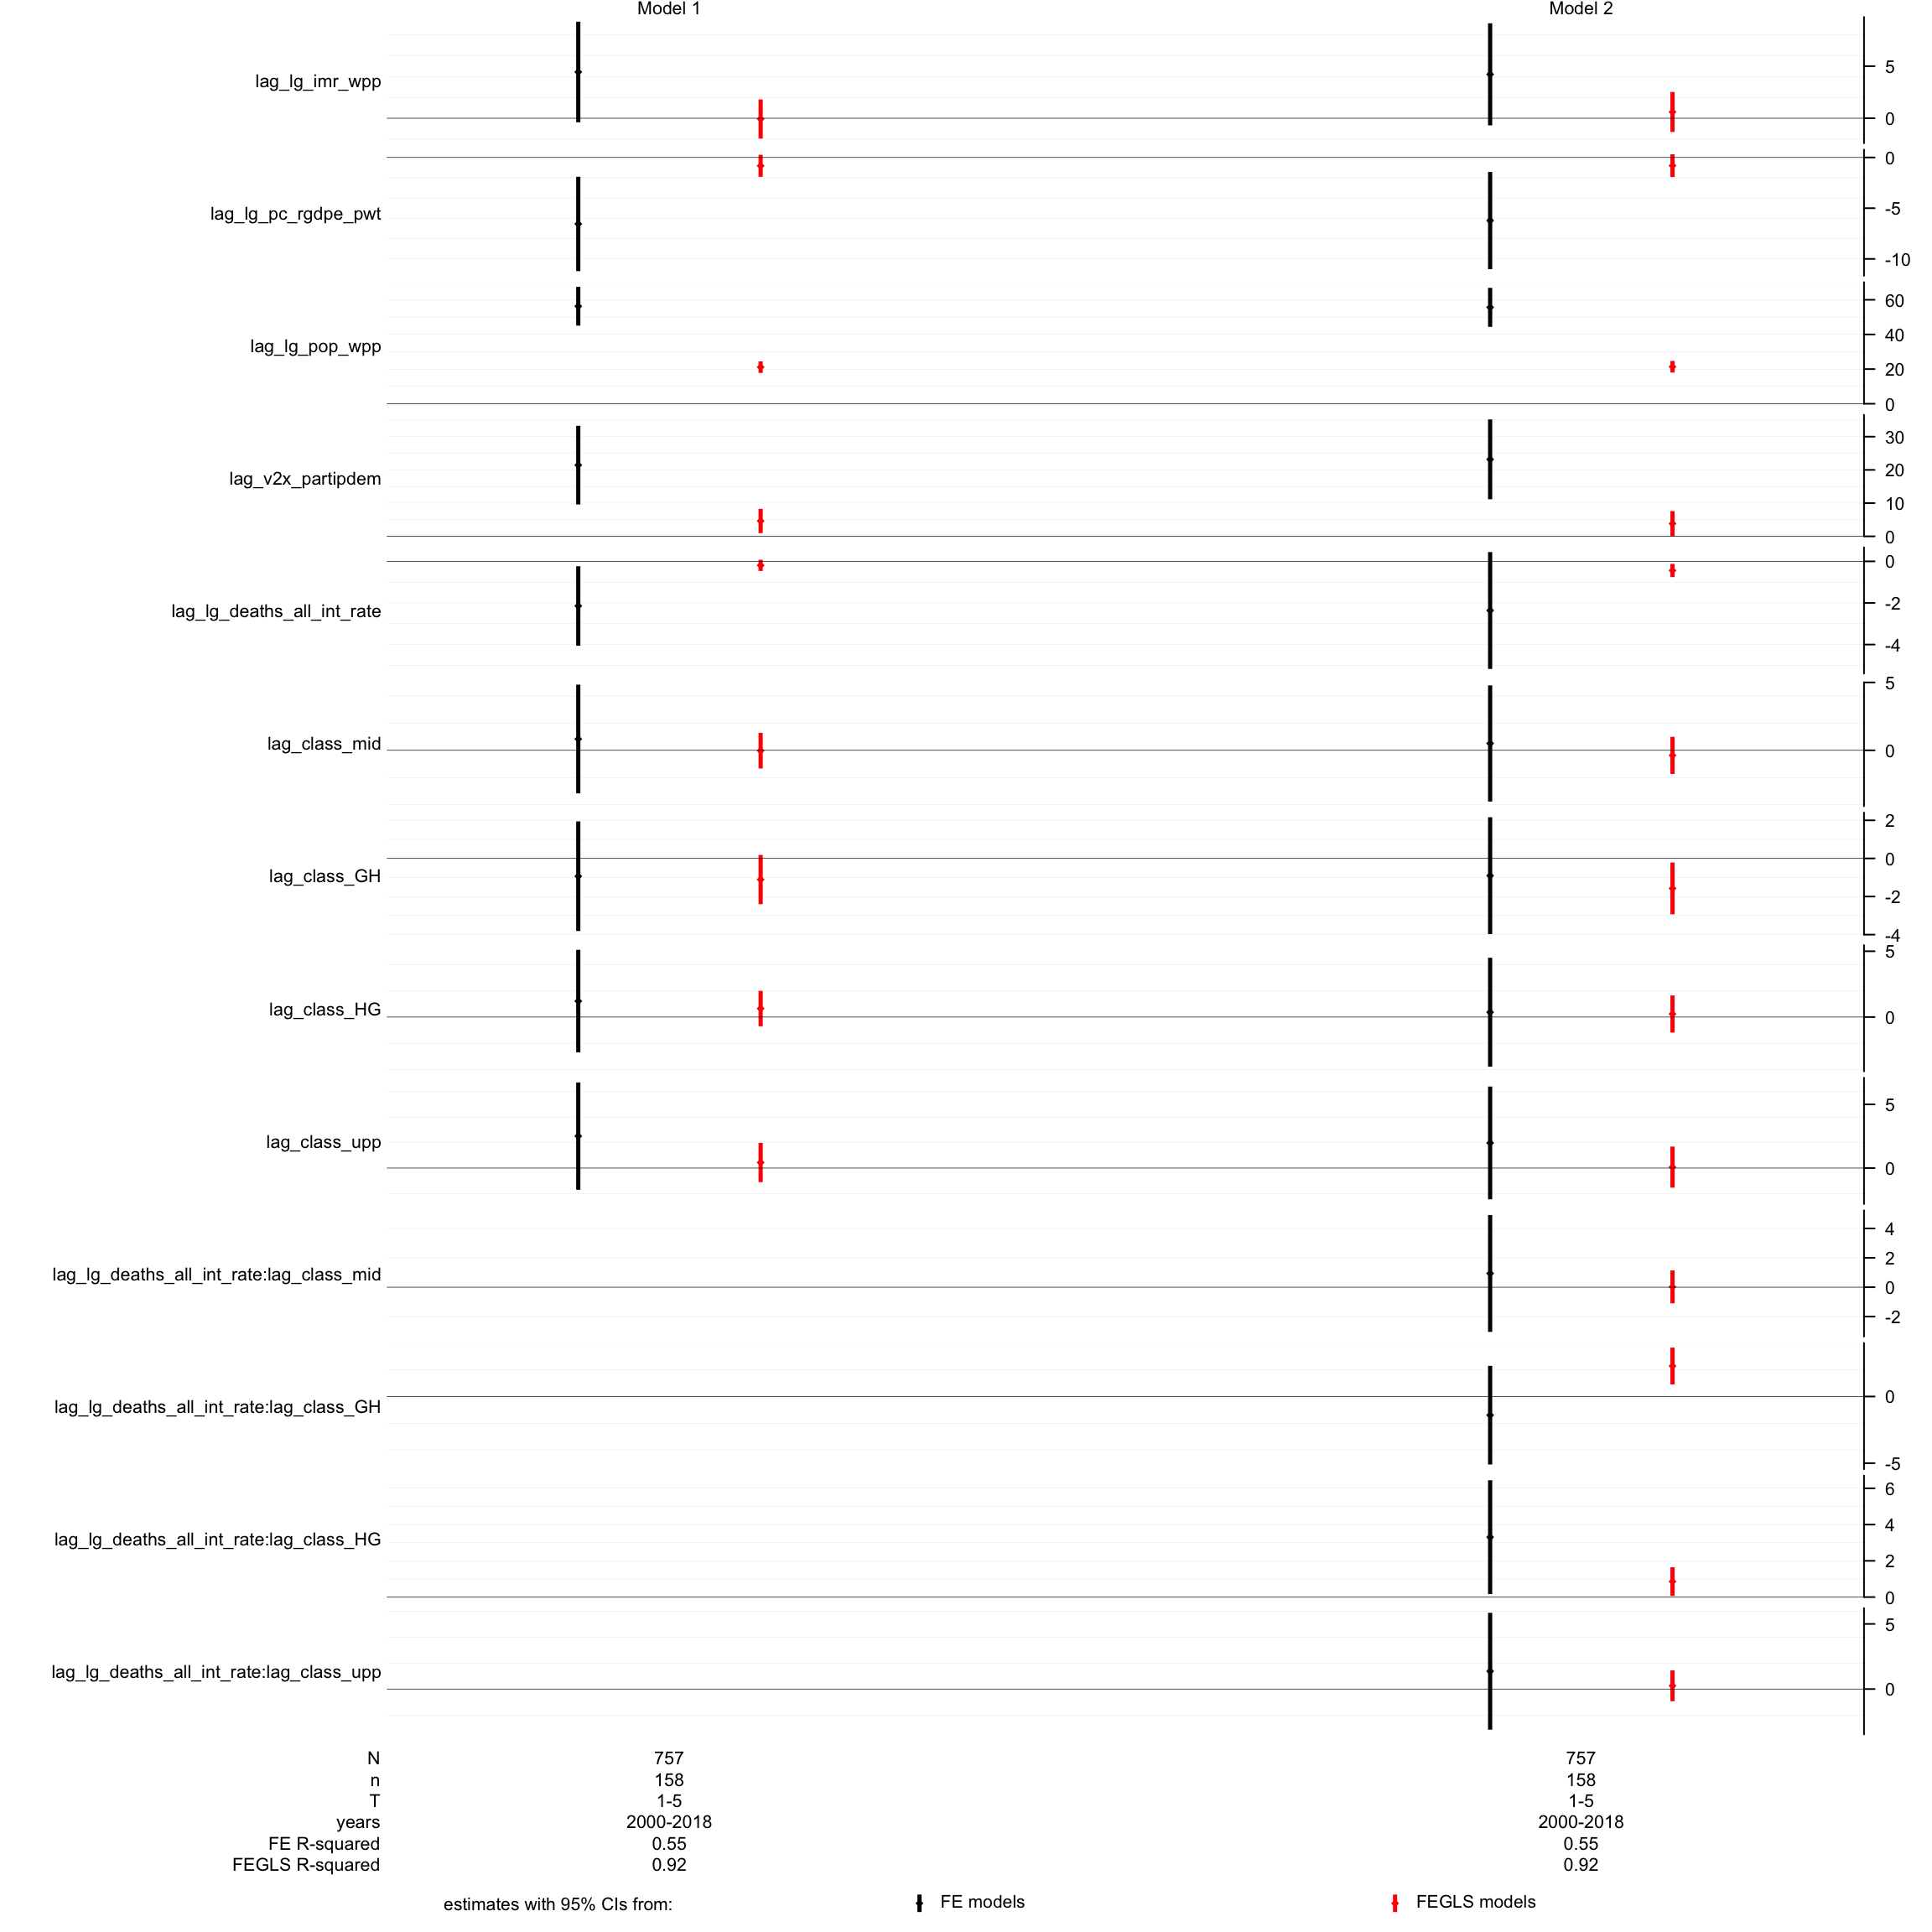 Model 1 Model 2
lag_lg_imr_wpp
5
0
lag_lg_pc_rgdpe_pwt
0
-5
-10
lag_lg_pop_wpp
60
40
20
0
lag_v2x_partipdem
30
20
10
0
lag_lg_deaths_all_int_rate
0
-2
-4
lag_class_mid
5
0
lag_class_GH
2
0
-2
-4
lag_class_HG
5
0
lag_class_upp
5
0
lag_lg_deaths_all_int_rate:lag_class_mid
4
2
0
-2
lag_lg_deaths_all_int_rate:lag_class_GH
0
-5
lag_lg_deaths_all_int_rate:lag_class_HG
6
4
2
0
lag_lg_deaths_all_int_rate:lag_class_upp
5
0
N 757 757
n 158 158
T 1-5 1-5
years 2000-2018 2000-2018
FE R-squared 0.55 0.55
FEGLS R-squared 0.92 0.92
estimates with 95% CIs from: FE models FEGLS models